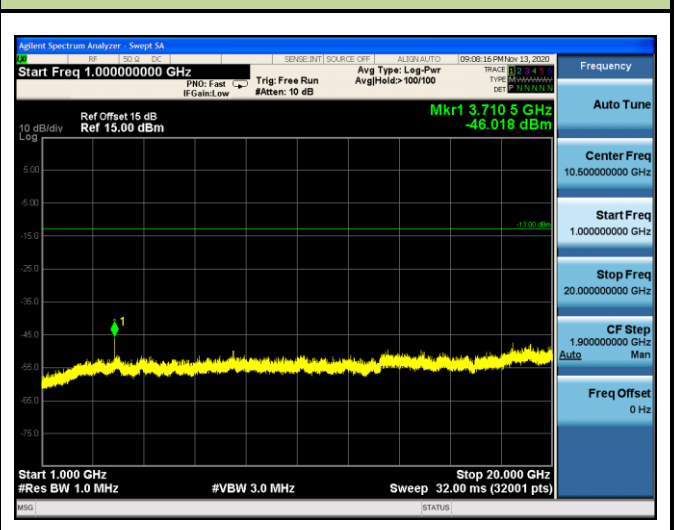 Agilent Spectrum Analyzer - Swept SA
RF 50 Ω DC SENSE:INT SOURCE OFF ALIGN AUTO 09:08:16 PM Nov 13, 2020
Start Freq 1.000000000 GHz
PNO: Fast
IFGain:Low
Trig: Free Run
#Atten: 10 dB
Avg Type: Log-Pwr
Avg|Hold:> 100/100
TRACE 1 2 3 4 5 6
TYPE
DET P N N N N N
Ref Offset 15 dB
Ref 15.00 dBm
10 dB/div
Log
Mkr1 3.710 5 GHz
-46.018 dBm
5.00
-5.00
-13.00 dBm
-15.0
-25.0
-35.0
1
-45.0
-55.0
-65.0
-75.0
Start 1.000 GHz
#Res BW 1.0 MHz
#VBW 3.0 MHz
Stop 20.000 GHz
Sweep 32.00 ms (32001 pts)
MSG
STATUS
Frequency
Auto Tune
Center Freq
10.500000000 GHz
Start Freq
1.000000000 GHz
Stop Freq
20.000000000 GHz
CF Step
1.900000000 GHz
Auto Man
Freq Offset
0 Hz